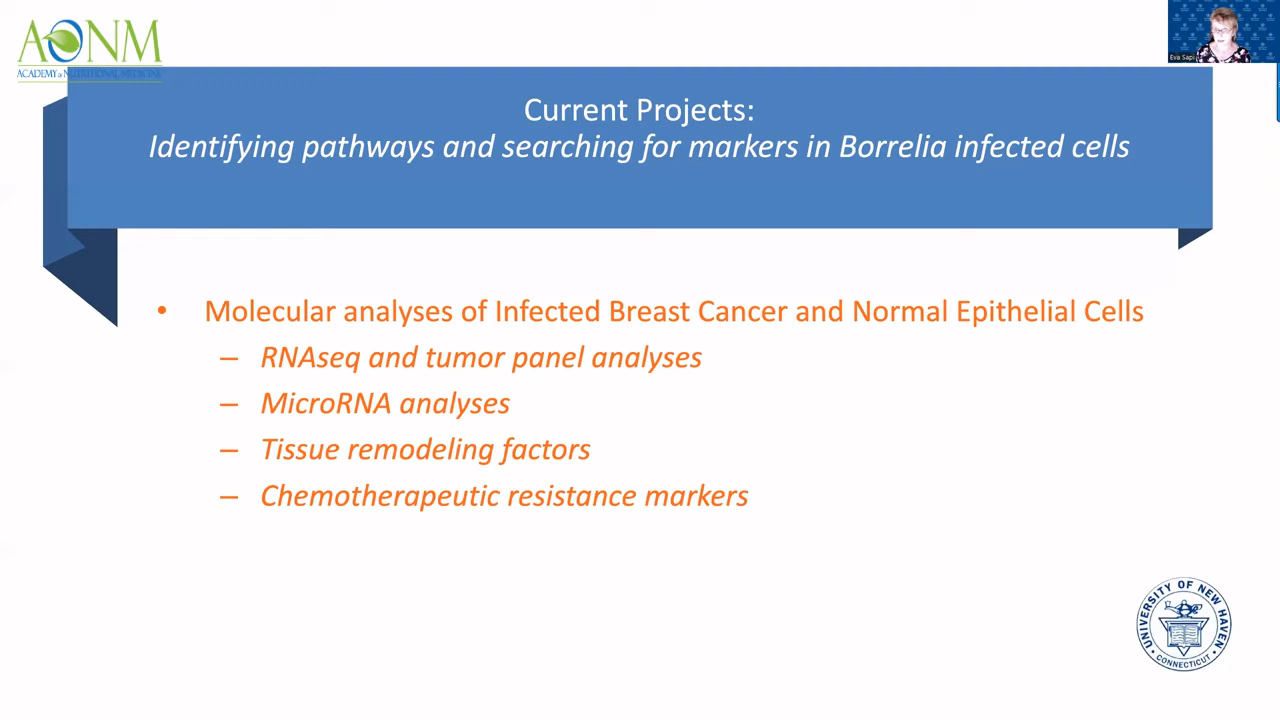 AONM
ACADEMY of NUTRITIONAL MEDICINE
Eva Sapi
Current Projects:
Identifying pathways and searching for markers in Borrelia infected cells
• Molecular analyses of Infected Breast Cancer and Normal Epithelial Cells
– RNAseq and tumor panel analyses
– MicroRNA analyses
– Tissue remodeling factors
– Chemotherapeutic resistance markers
UNIVERSITY OF NEW HAVEN
CONNECTICUT